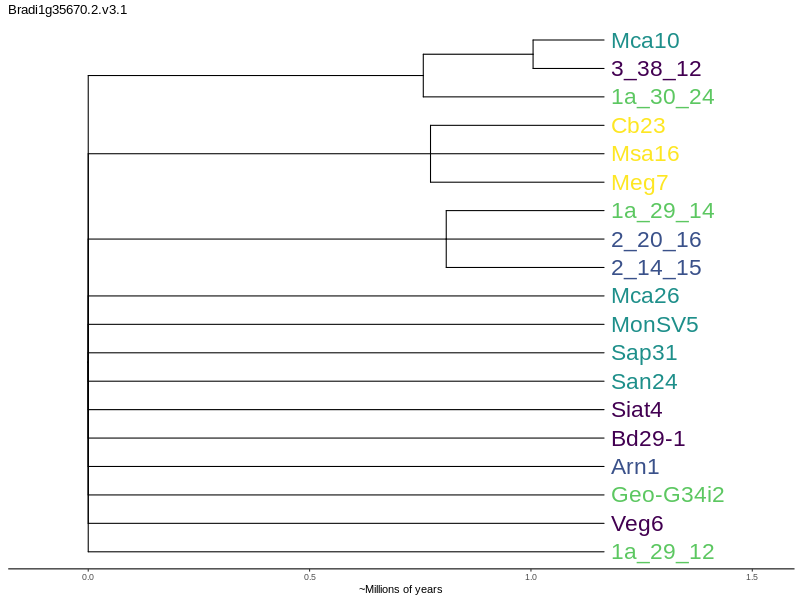 Bradi1g35670.2.v3.1
Mca10
3_38_12
1a_30_24
Cb23
Msa16
Meg7
1a_29_14
2_20_16
2_14_15
Mca26
MonSV5
Sap31
San24
Siat4
Bd29-1
Arn1
Geo-G34i2
Veg6
1a_29_12
0.0 0.5 1.0 1.5
~Millions of years